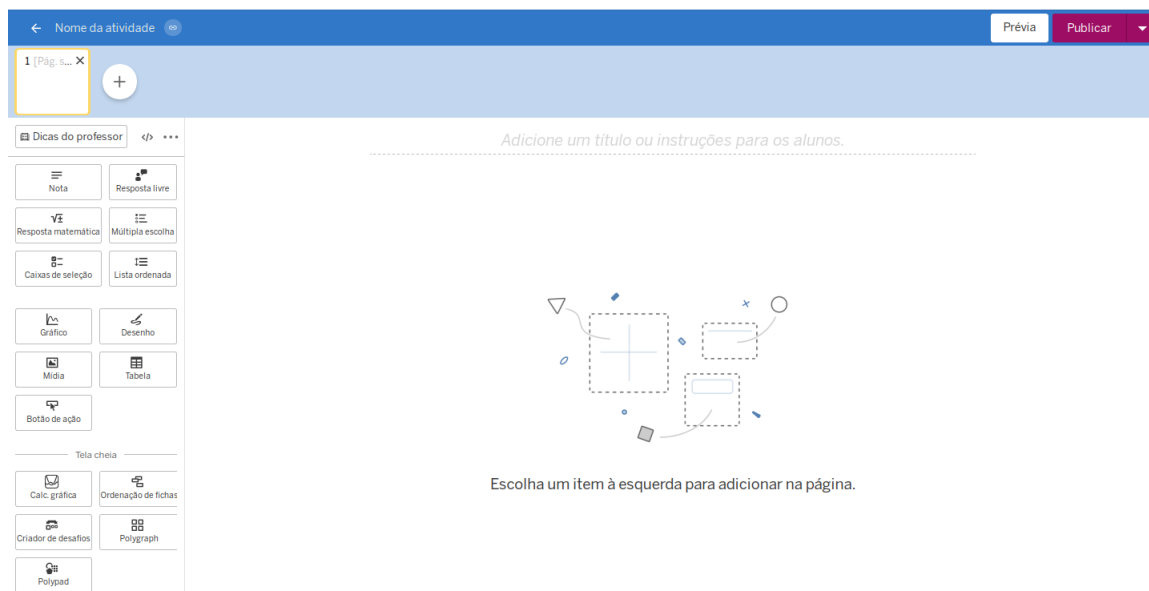 Nome da atividade
Prévia
Publicar
1 [Pág. s...
Dicas do professor
Adicione um título ou instruções para os alunos.
Nota
Resposta livre
Resposta matemática
Múltipla escolha
Caixas de seleção
Lista ordenada
Gráfico
Desenho
Mídia
Tabela
Botão de ação
Tela cheia
Calc. gráfica
Ordenação de fichas
Criador de desafios
Polygraph
Polypad
Escolha um item à esquerda para adicionar na página.